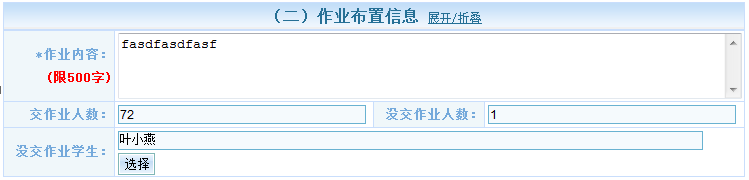 （二）作业布置信息 展开/折叠
*作业内容：
(限500字)
fasdfasdfasf
交作业人数： 72 没交作业人数： 1
没交作业学生： 叶小燕
选择